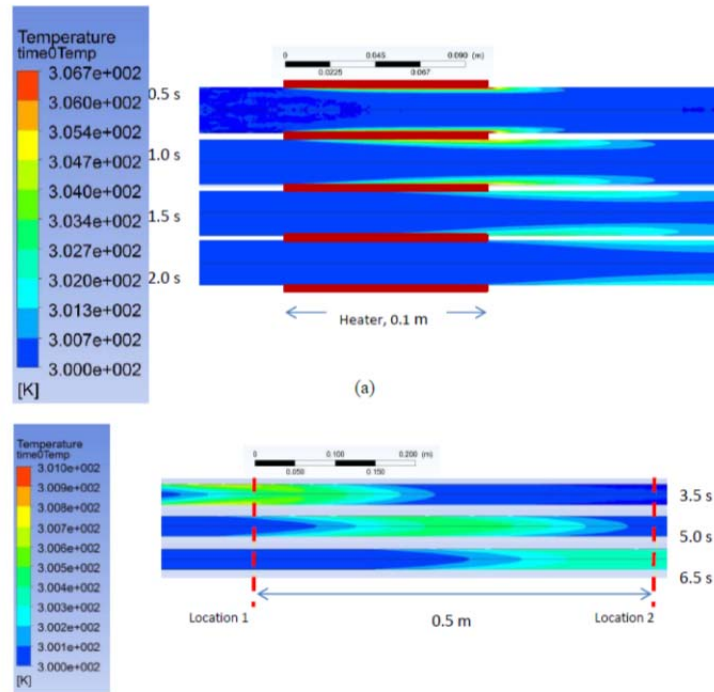 Temperature
time0Temp
3.067e+002
3.060e+002
3.054e+002
3.047e+002
3.040e+002
3.034e+002
3.027e+002
3.020e+002
3.013e+002
3.007e+002
3.000e+002
[K]
0 0.045 0.090 (m)
0.0225 0.067
0.5 s
1.0 s
1.5 s
2.0 s
Heater, 0.1 m
(a)
Temperature
time0Temp
3.010e+002
3.009e+002
3.008e+002
3.007e+002
3.006e+002
3.005e+002
3.004e+002
3.003e+002
3.002e+002
3.001e+002
3.000e+002
[K]
0 0.100 0.200 (m)
0.050 0.150
3.5 s
5.0 s
6.5 s
Location 1 0.5 m Location 2